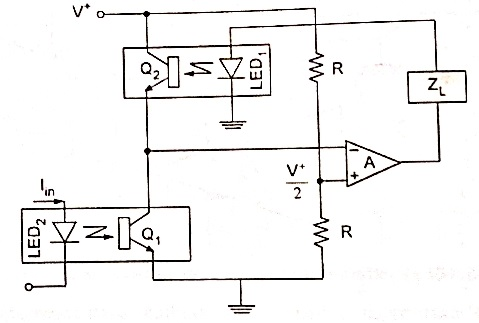 V⁺
Q₂
LED₁
R
Z_L
A
−
+
V⁺
2
I_in
LED₂
Q₁
R